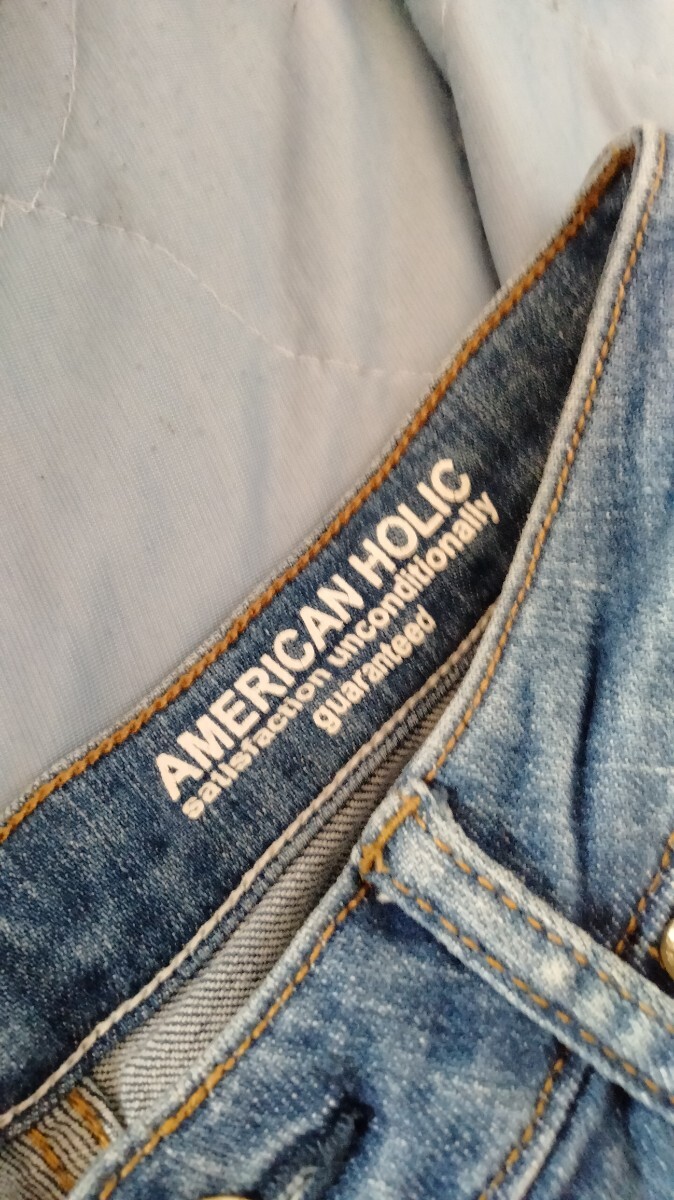 AMERICAN HOLIC
satisfaction unconditionally
guaranteed